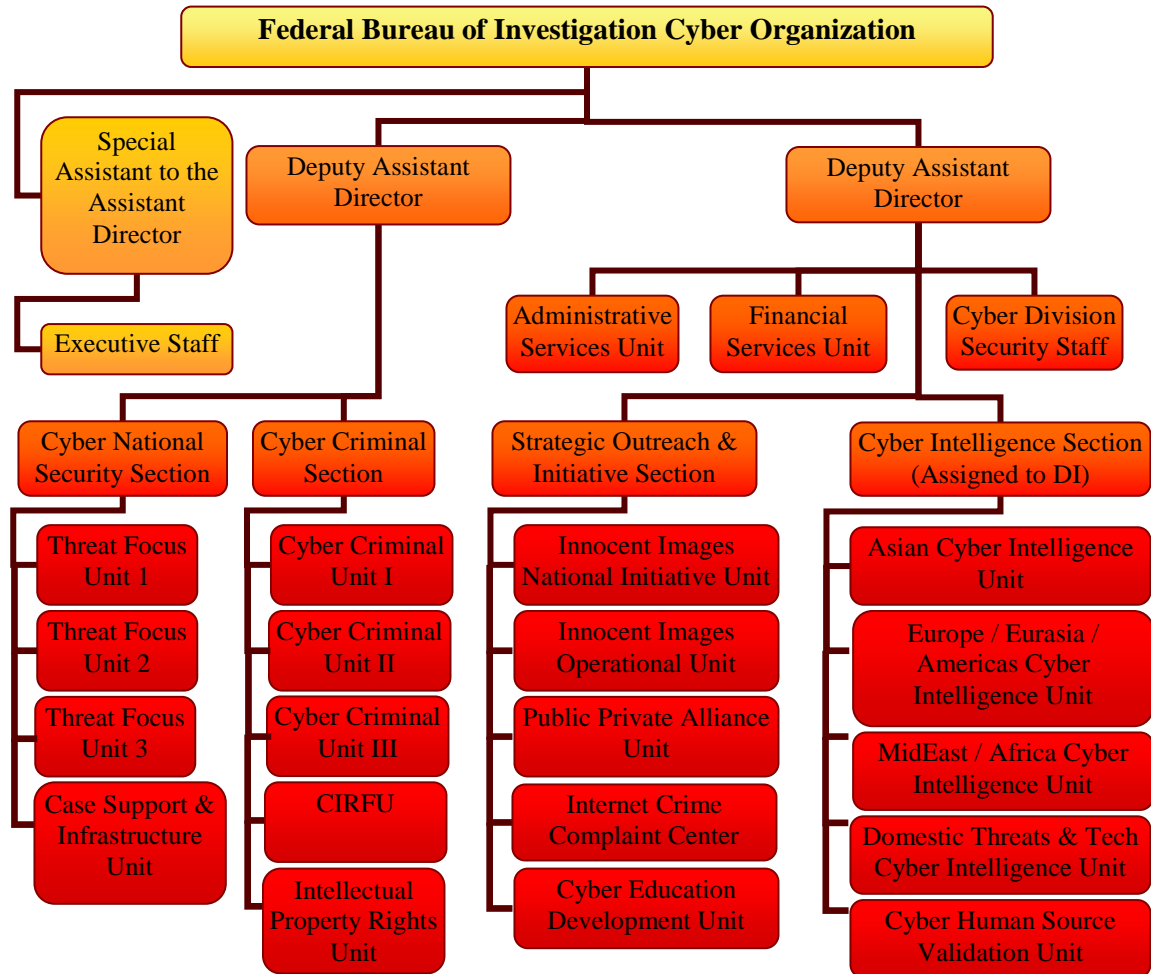 Federal Bureau of Investigation Cyber Organization
Special
Assistant to the
Assistant
Director
Executive Staff
Deputy Assistant
Director
Deputy Assistant
Director
Administrative
Services Unit
Financial
Services Unit
Cyber Division
Security Staff
Cyber National
Security Section
Threat Focus
Unit 1
Threat Focus
Unit 2
Threat Focus
Unit 3
Case Support &
Infrastructure
Unit
Cyber Criminal
Section
Cyber Criminal
Unit I
Cyber Criminal
Unit II
Cyber Criminal
Unit III
CIRFU
Intellectual
Property Rights
Unit
Strategic Outreach &
Initiative Section
Innocent Images
National Initiative Unit
Innocent Images
Operational Unit
Public Private Alliance
Unit
Internet Crime
Complaint Center
Cyber Education
Development Unit
Cyber Intelligence Section
(Assigned to DI)
Asian Cyber Intelligence
Unit
Europe / Eurasia /
Americas Cyber
Intelligence Unit
MidEast / Africa Cyber
Intelligence Unit
Domestic Threats & Tech
Cyber Intelligence Unit
Cyber Human Source
Validation Unit